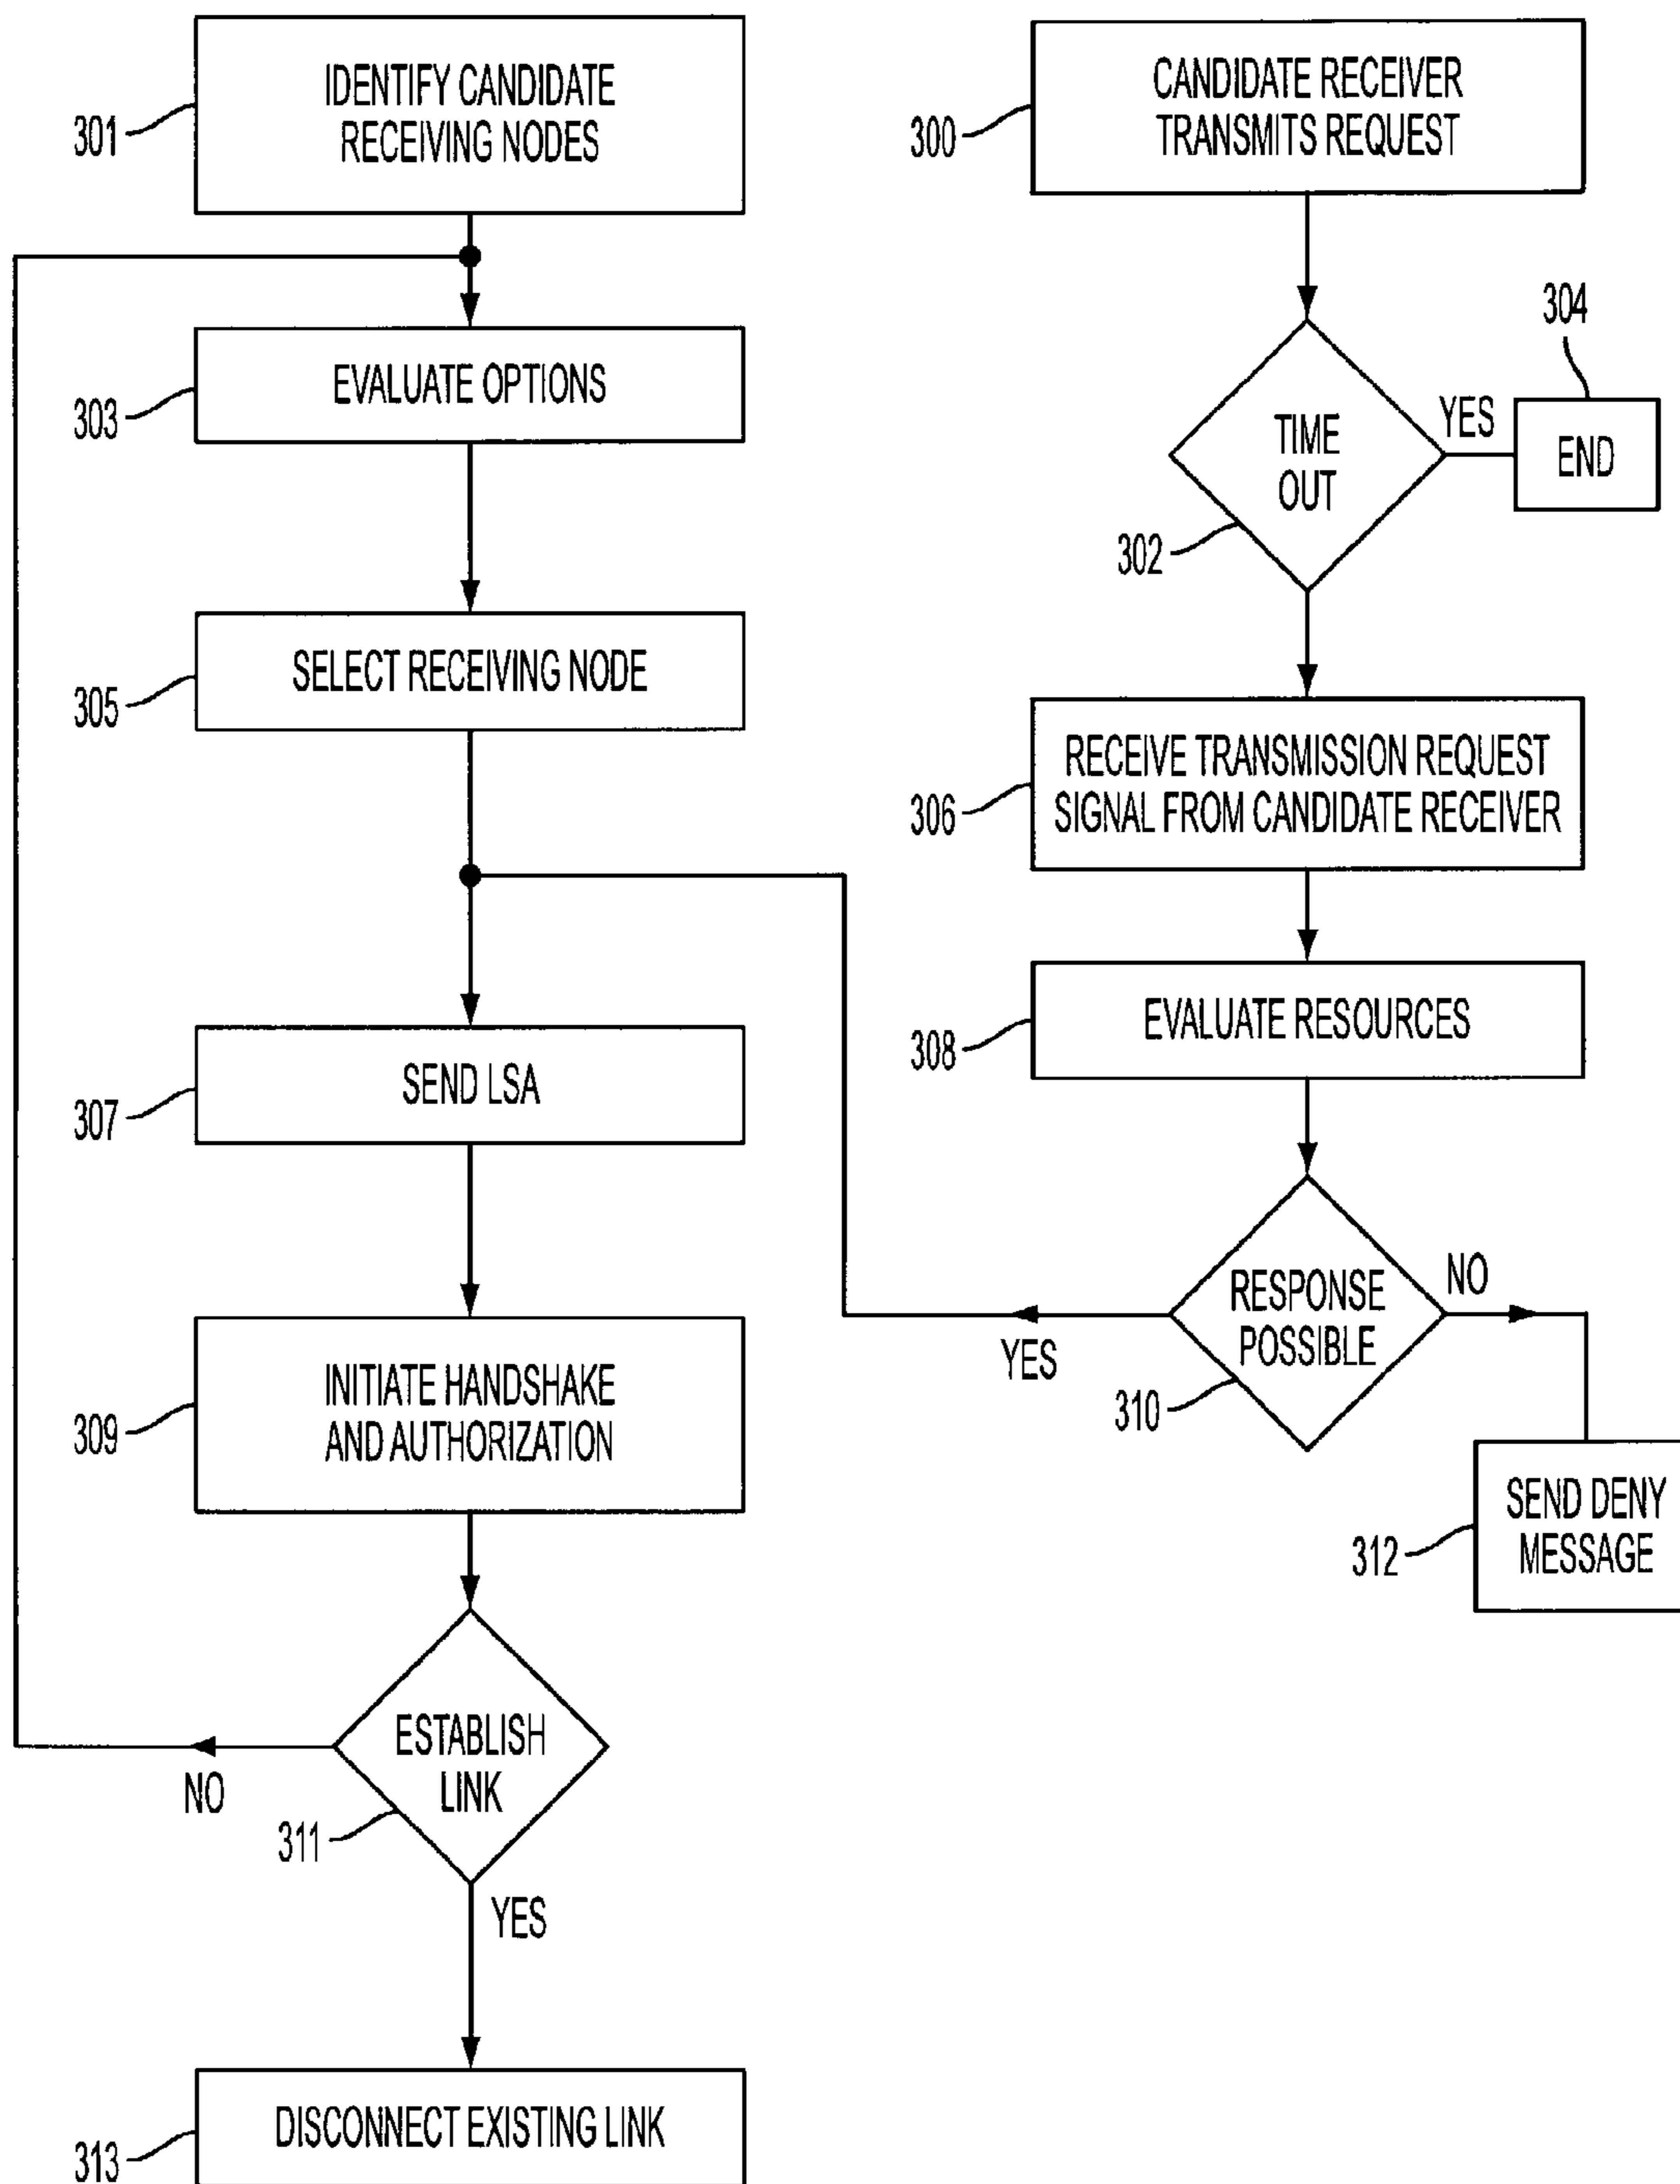 IDENTIFY CANDIDATE
RECEIVING NODES
301
EVALUATE OPTIONS
303
SELECT RECEIVING NODE
305
SEND LSA
307
INITIATE HANDSHAKE
AND AUTHORIZATION
309
ESTABLISH
LINK
NO
311
YES
DISCONNECT EXISTING LINK
313
CANDIDATE RECEIVER
TRANSMITS REQUEST
300
304
TIME
OUT
YES
END
302
RECEIVE TRANSMISSION REQUEST
SIGNAL FROM CANDIDATE RECEIVER
306
EVALUATE RESOURCES
308
RESPONSE
POSSIBLE
NO
YES
310
SEND DENY
MESSAGE
312